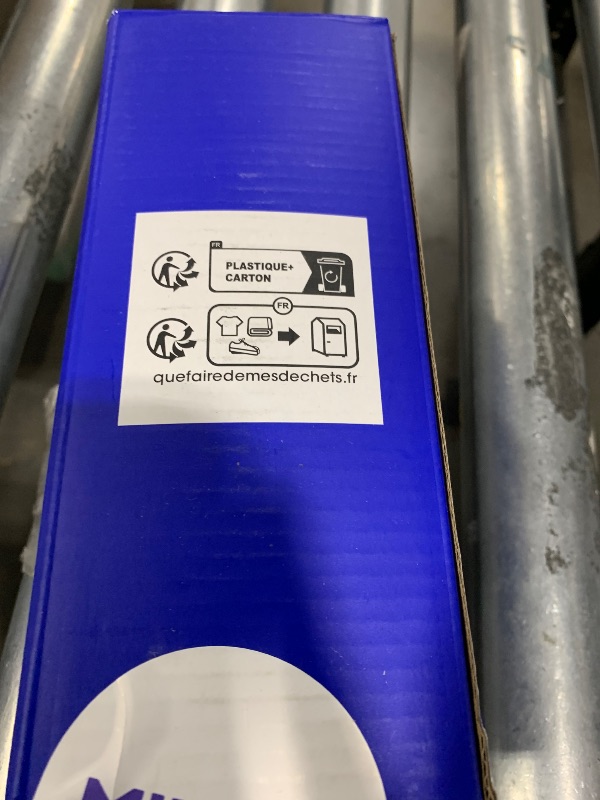 FR
PLASTIQUE+
CARTON
FR
quefairedemesdechets.fr